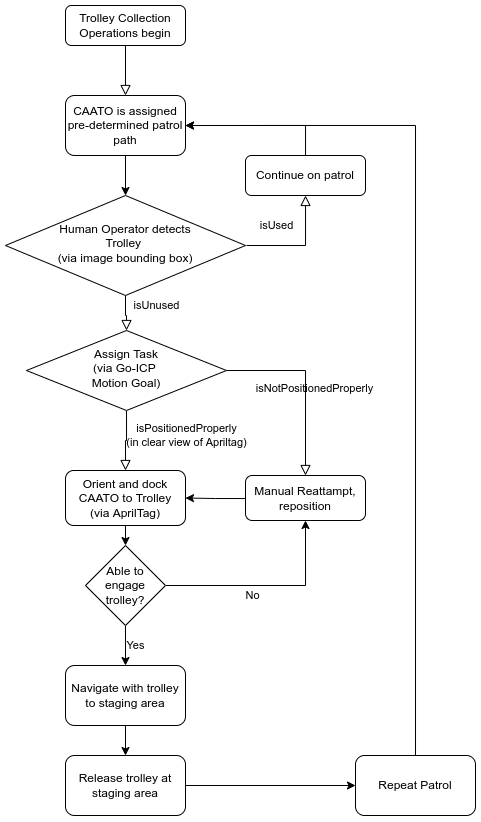 Trolley Collection
Operations begin
CAATO is assigned
pre-determined patrol
path
Continue on patrol
Human Operator detects
Trolley
(via image bounding box)
isUsed
isUnused
Assign Task
(via Go-ICP
Motion Goal)
isNotPositionedProperly
isPositionedProperly
(in clear view of Apriltag)
Orient and dock
CAATO to Trolley
(via AprilTag)
Manual Reattampt,
reposition
Able to
engage
trolley?
No
Yes
Navigate with trolley
to staging area
Release trolley at
staging area
Repeat Patrol